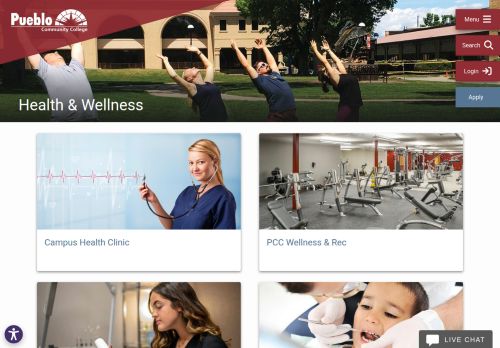 Pueblo
Community College
Menu
Search
Login
Apply
Health & Wellness
Campus Health Clinic
PCC Wellness & Rec
LIVE CHAT